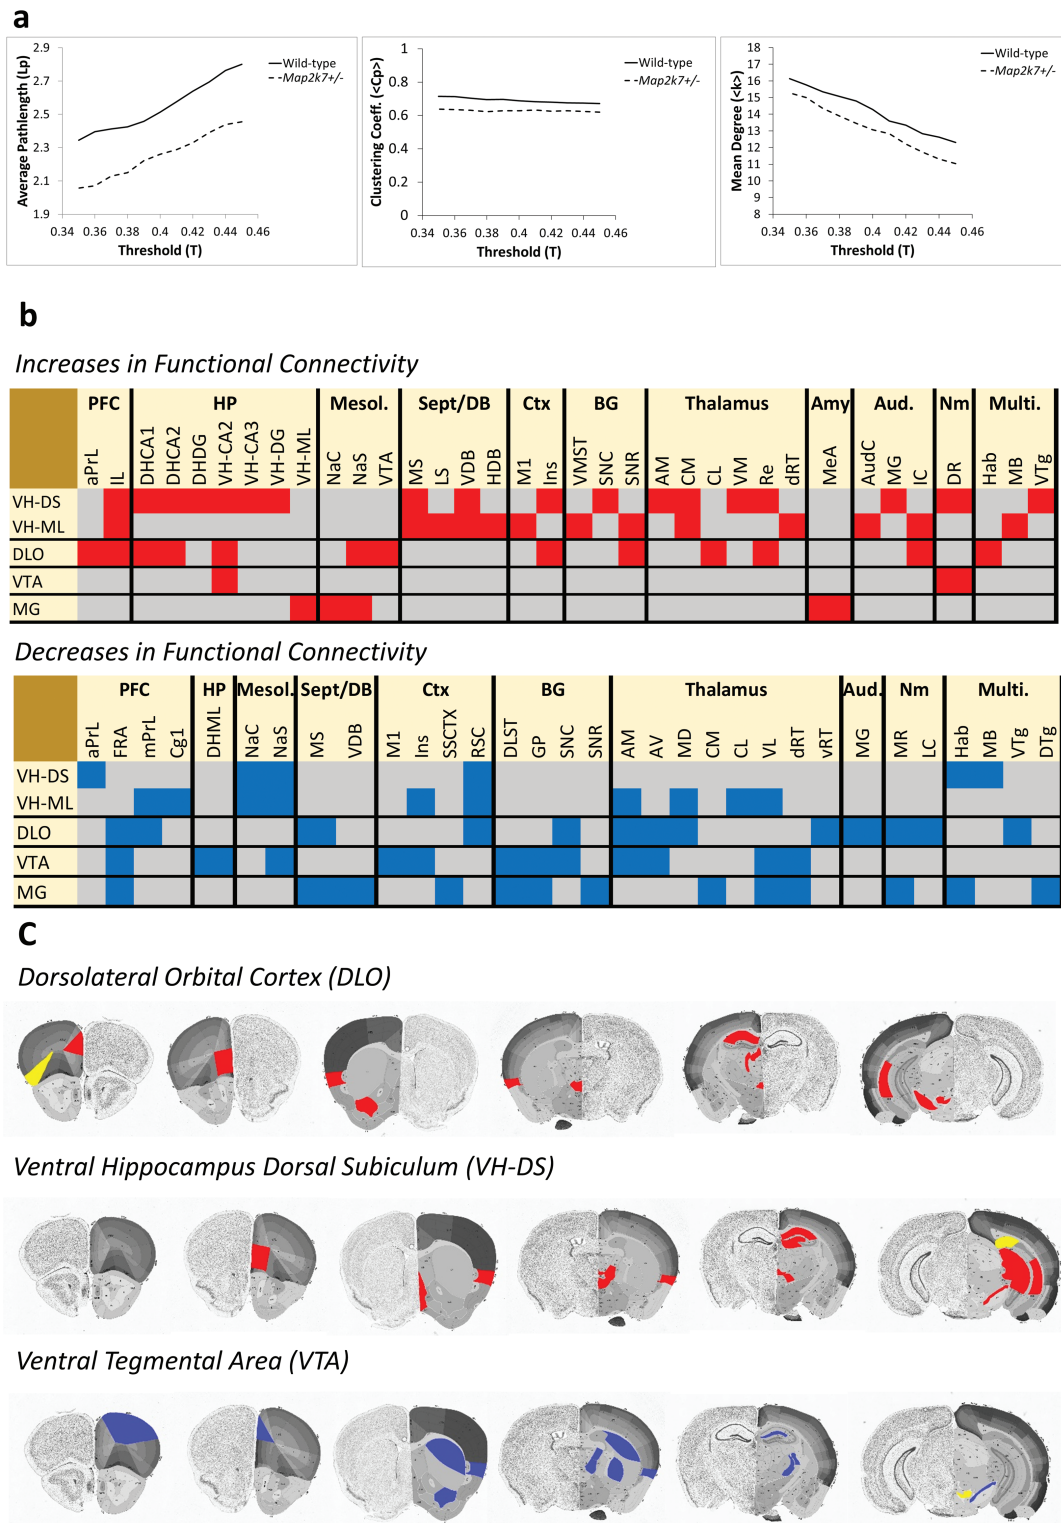 a
2.9
2.7
2.5
2.3
2.1
1.9
0.34 0.36 0.38 0.40 0.42 0.44 0.46
Average Pathlength (Lp)
Threshold (T)
Wild-type
Map2k7+/-
1
0.8
0.6
0.4
0.2
0
0.34 0.36 0.38 0.4 0.42 0.44 0.46
Clustering Coeff. (<Cp>)
Threshold (T)
Wild-type
Map2k7+/-
18
17
16
15
14
13
12
11
10
9
8
0.34 0.36 0.38 0.4 0.42 0.44 0.46
Mean Degree (<k>)
Threshold (T)
Wild-type
Map2k7+/-
b
Increases in Functional Connectivity
PFC HP Mesol. Sept/DB Ctx BG Thalamus Amy Aud. Nm Multi.
aPrL IL DHCA1 DHCA2 DHDG VH-CA2 VH-CA3 VH-DG VH-ML NaC NaS VTA MS LS VDB HDB M1 Ins VMST SNC SNR AM CM CL VM Re dRT MeA AudC MG IC DR Hab MB VTg
VH-DS
VH-ML
DLO
VTA
MG
Decreases in Functional Connectivity
PFC HP Mesol. Sept/DB Ctx BG Thalamus Aud. Nm Multi.
aPrL FRA mPrL Cg1 DHML NaC NaS MS VDB M1 Ins SSCTX RSC DLST GP SNC SNR AM AV MD CM CL VL dRT vRT MG MR LC Hab MB VTg DTg
VH-DS
VH-ML
DLO
VTA
MG
C
Dorsolateral Orbital Cortex (DLO)
Ventral Hippocampus Dorsal Subiculum (VH-DS)
Ventral Tegmental Area (VTA)